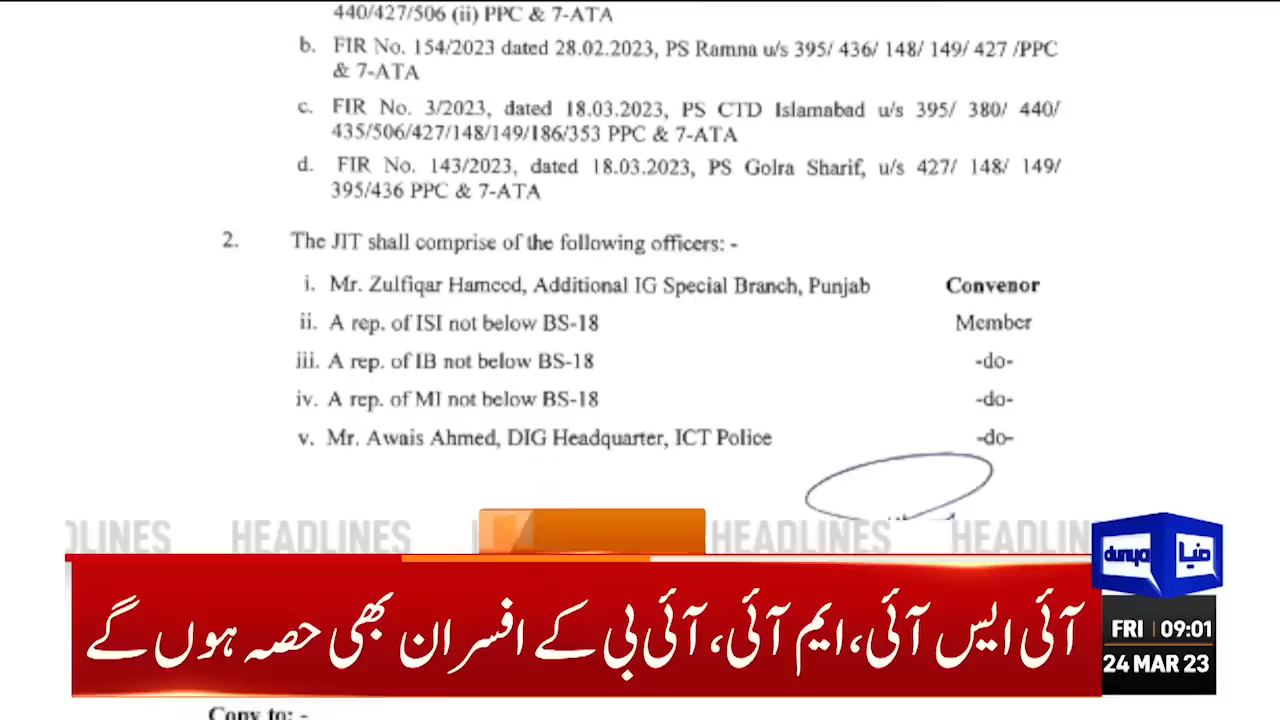 440/427/506 (ii) PPC & 7-ATA
b. FIR No. 154/2023 dated 28.02.2023, PS Ramna u/s 395/ 436/ 148/ 149/ 427 /PPC
& 7-ATA
c. FIR No. 3/2023, dated 18.03.2023, PS CTD Islamabad u/s 395/ 380/ 440/
435/506/427/148/149/186/353 PPC & 7-ATA
d. FIR No. 143/2023, dated 18.03.2023, PS Golra Sharif, u/s 427/ 148/ 149/
395/436 PPC & 7-ATA
2. The JIT shall comprise of the following officers: -
i. Mr. Zulfiqar Hameed, Additional IG Special Branch, Punjab Convenor
ii. A rep. of ISI not below BS-18 Member
iii. A rep. of IB not below BS-18 -do-
iv. A rep. of MI not below BS-18 -do-
v. Mr. Awais Ahmed, DIG Headquarter, ICT Police -do-
DLINES HEADLINES HEADLINES HEADLIN
dunya دنیا
آئی ایس آئی، ایم آئی، آئی بی کے افسران بھی حصہ ہوں گے
FRI 09:01
24 MAR 23
Copy to: -